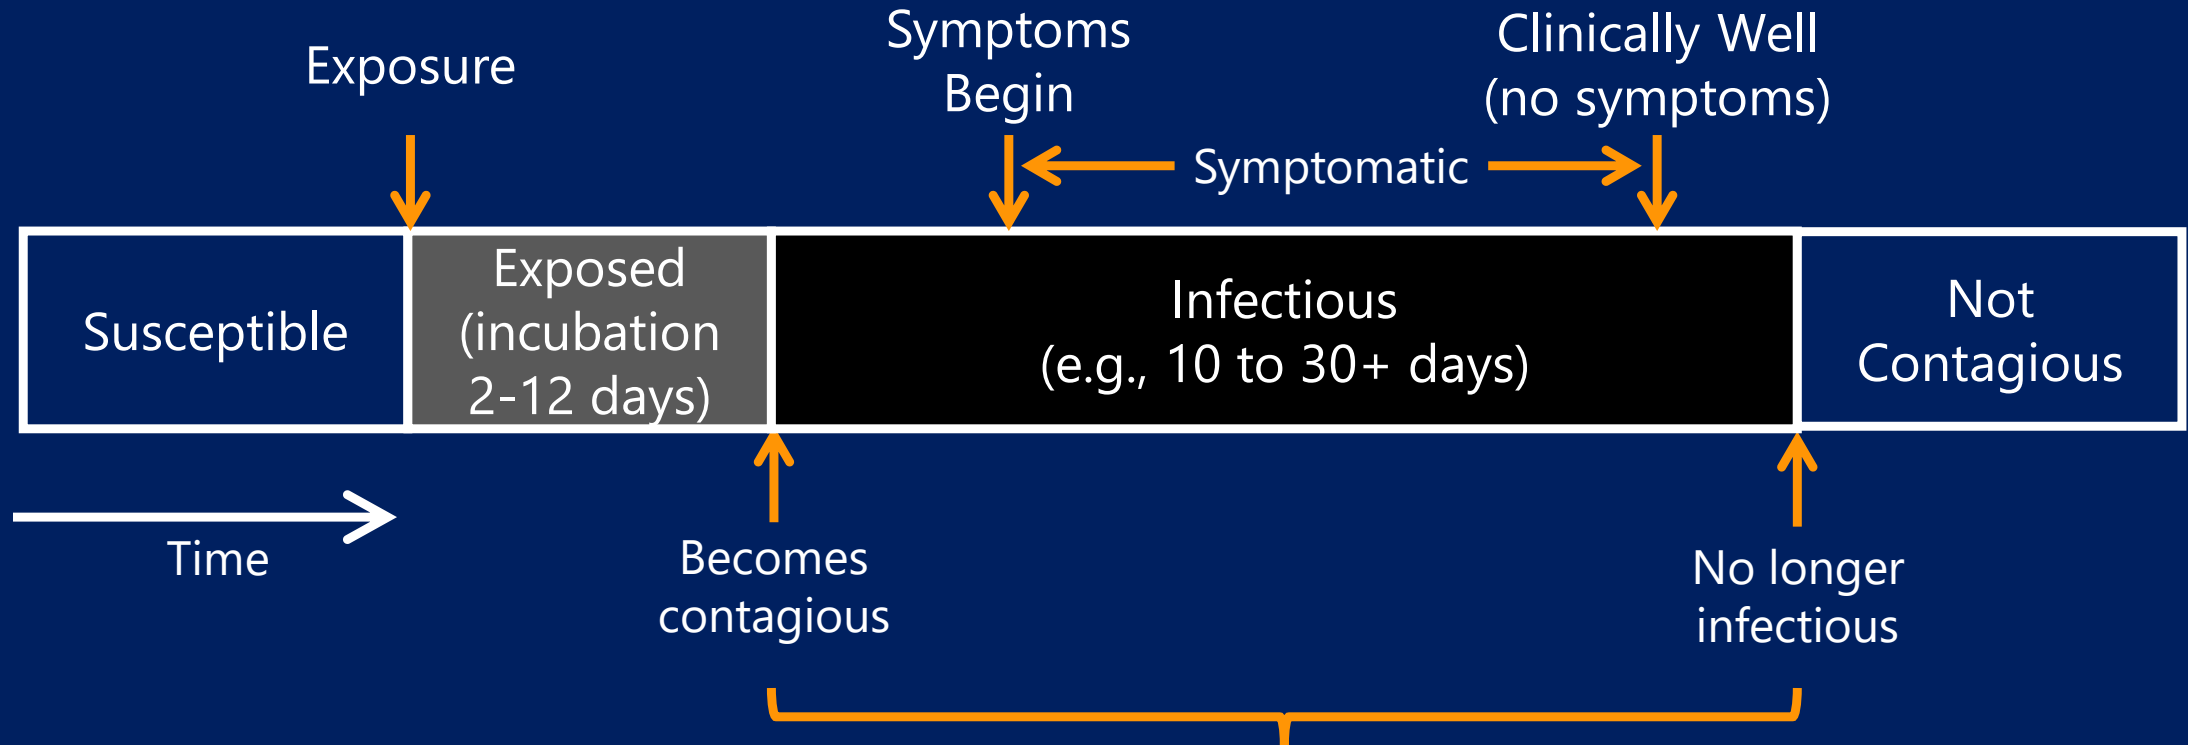 Exposure
Symptoms
Begin
Clinically Well
(no symptoms)
Symptomatic
Susceptible
Exposed
(incubation
2-12 days)
Infectious
(e.g., 10 to 30+ days)
Not
Contagious
Time
Becomes
contagious
No longer
infectious